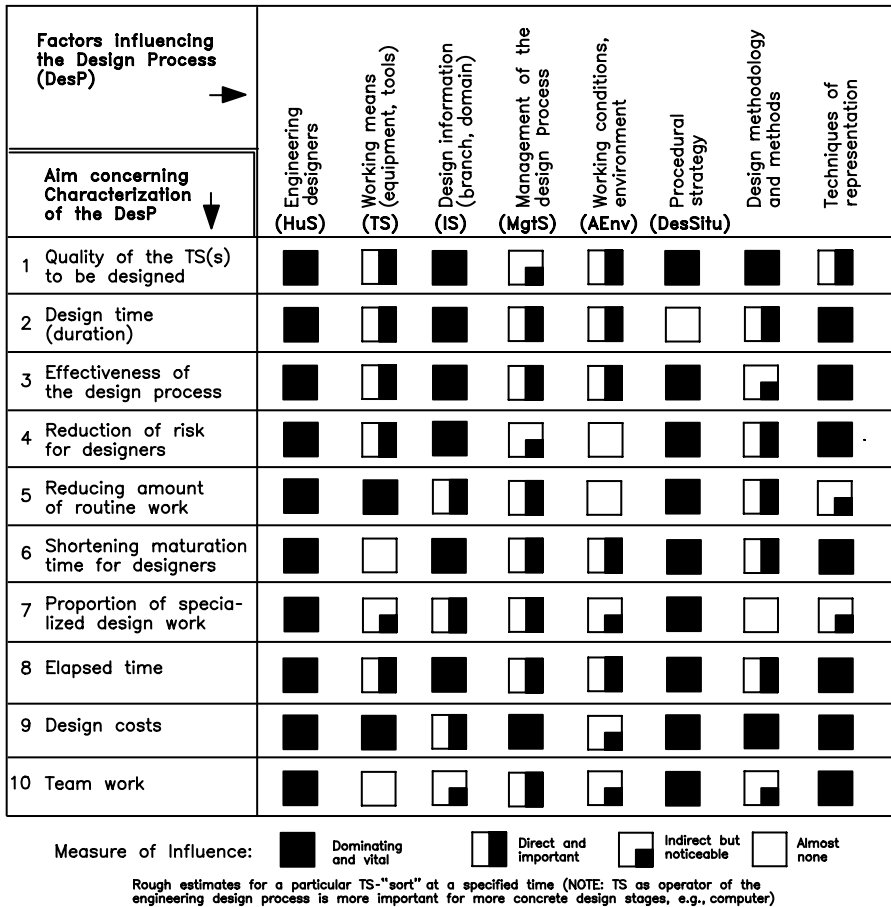 Factors influencing
the Design Process
(DesP)
Aim concerning
Characterization
of the DesP
Engineering
designers
(HuS)
Working means
(equipment, tools)
(TS)
Design information
(branch, domain)
(IS)
Management of the
design Process
(MgtS)
Working conditions,
environment
(AEnv)
Procedural
strategy
(DesSitu)
Design methodology
and methods
Techniques of
representation
1 Quality of the TS(s)
to be designed
2 Design time
(duration)
3 Effectiveness of
the design process
4 Reduction of risk
for designers
5 Reducing amount
of routine work
6 Shortening maturation
time for designers
7 Proportion of specia-
lized design work
8 Elapsed time
9 Design costs
10 Team work
Measure of Influence:
Dominating
and vital
Direct and
important
Indirect but
noticeable
Almost
none
Rough estimates for a particular TS-"sort" at a specified time (NOTE: TS as operator of the
engineering design process is more important for more concrete design stages, e.g., computer)